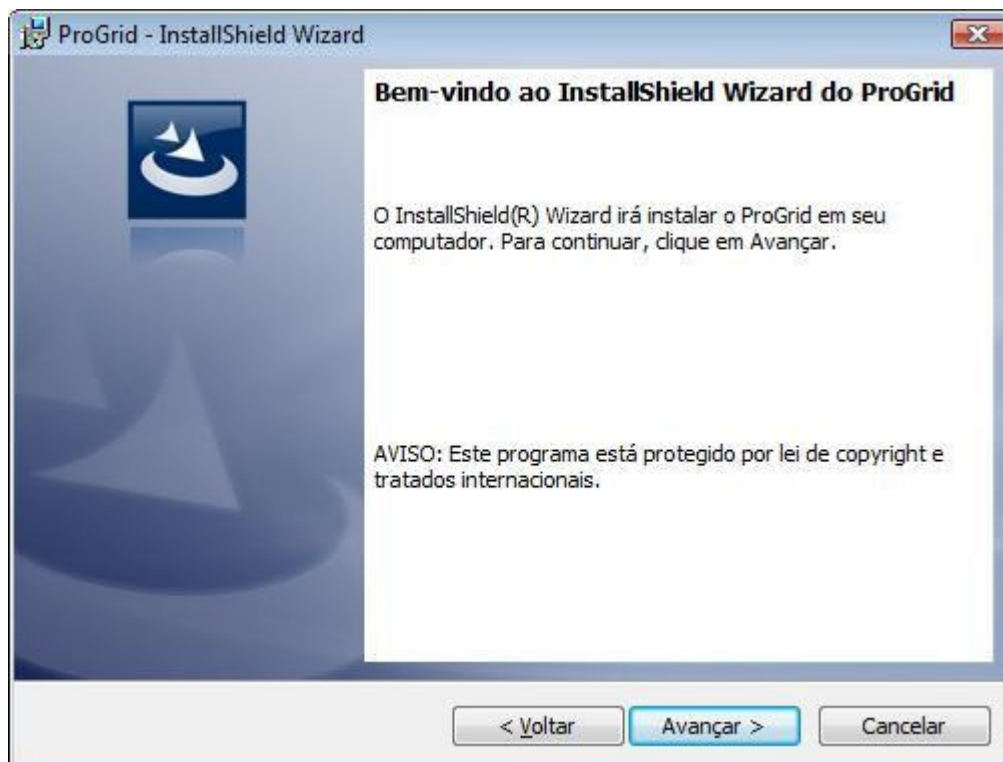 ProGrid - InstallShield Wizard
Bem-vindo ao InstallShield Wizard do ProGrid
O InstallShield(R) Wizard irá instalar o ProGrid em seu
computador. Para continuar, clique em Avançar.
AVISO: Este programa está protegido por lei de copyright e
tratados internacionais.
< Voltar
Avançar >
Cancelar